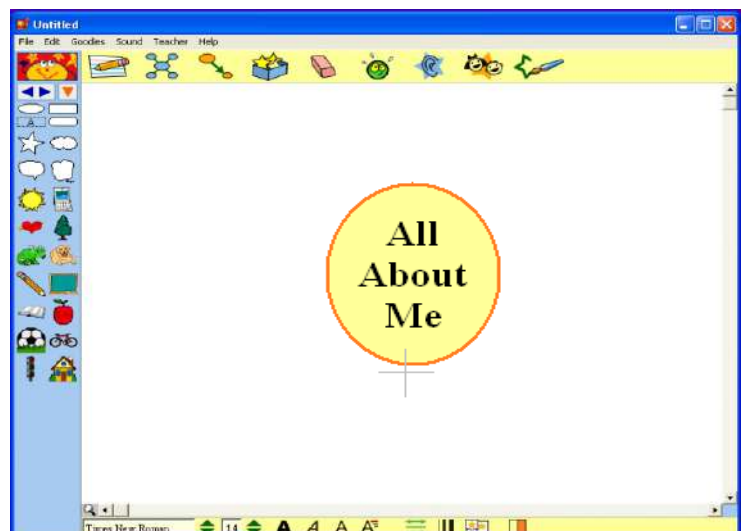 Untitled
File Edit Goodies Sound Teacher Help
A
All
About
Me
Times New Roman 14 A A A A